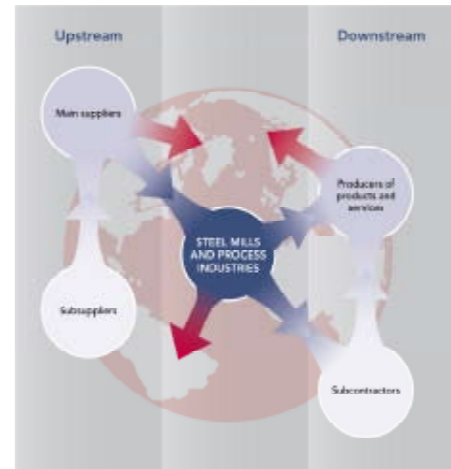 Upstream
Downstream
Main suppliers
Producers of
products and
services
STEEL MILLS
AND PROCESS
INDUSTRIES
Subsuppliers
Subcontractors